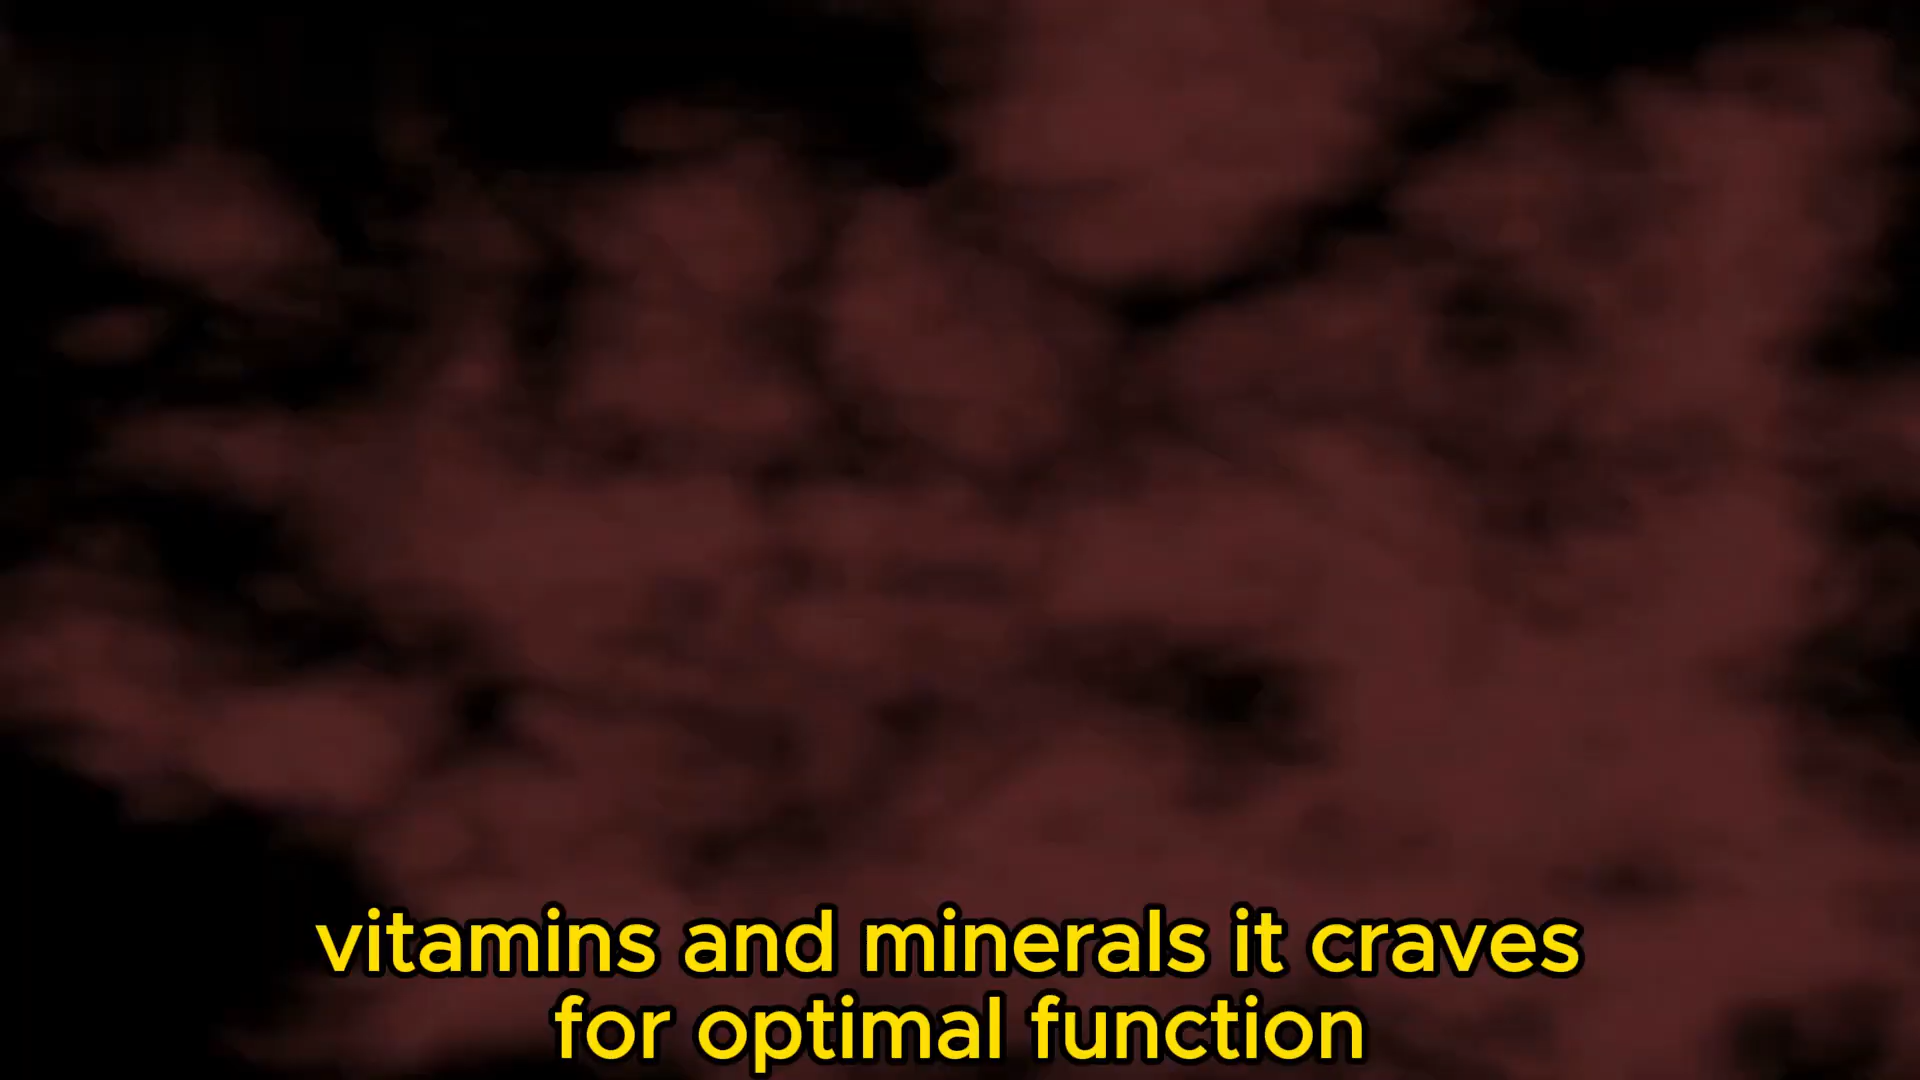 vitamins and minerals it craves
for optimal function